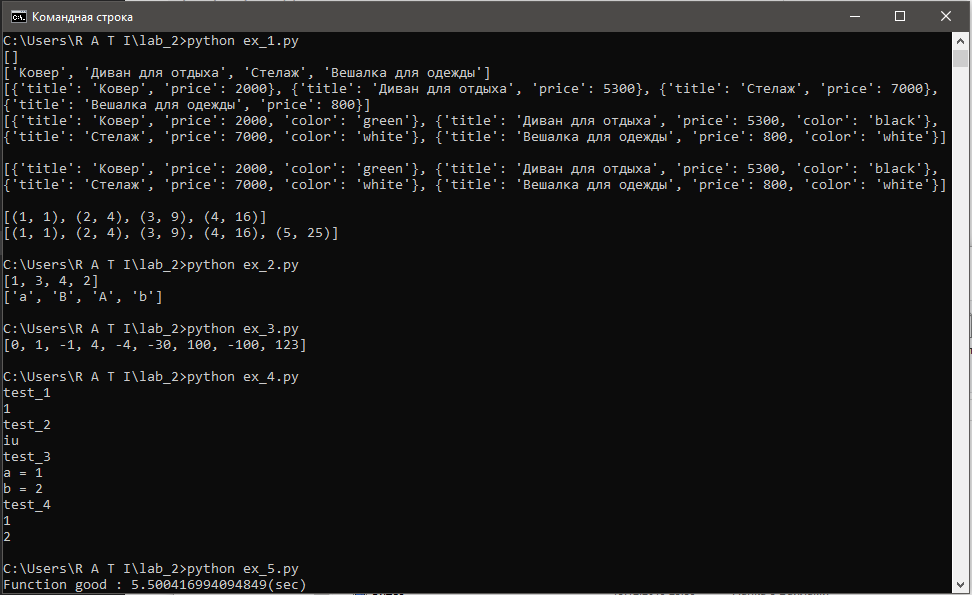 Командная строка
C:\Users\R A T I\lab_2>python ex_1.py
[]
['Ковер', 'Диван для отдыха', 'Стелаж', 'Вешалка для одежды']
[{'title': 'Ковер', 'price': 2000}, {'title': 'Диван для отдыха', 'price': 5300}, {'title': 'Стелаж', 'price': 7000},
{'title': 'Вешалка для одежды', 'price': 800}]
[{'title': 'Ковер', 'price': 2000, 'color': 'green'}, {'title': 'Диван для отдыха', 'price': 5300, 'color': 'black'},
{'title': 'Стелаж', 'price': 7000, 'color': 'white'}, {'title': 'Вешалка для одежды', 'price': 800, 'color': 'white'}]
[{'title': 'Ковер', 'price': 2000, 'color': 'green'}, {'title': 'Диван для отдыха', 'price': 5300, 'color': 'black'},
{'title': 'Стелаж', 'price': 7000, 'color': 'white'}, {'title': 'Вешалка для одежды', 'price': 800, 'color': 'white'}]
[(1, 1), (2, 4), (3, 9), (4, 16)]
[(1, 1), (2, 4), (3, 9), (4, 16), (5, 25)]
C:\Users\R A T I\lab_2>python ex_2.py
[1, 3, 4, 2]
['a', 'B', 'A', 'b']
C:\Users\R A T I\lab_2>python ex_3.py
[0, 1, -1, 4, -4, -30, 100, -100, 123]
C:\Users\R A T I\lab_2>python ex_4.py
test_1
1
test_2
iu
test_3
a = 1
b = 2
test_4
1
2
C:\Users\R A T I\lab_2>python ex_5.py
Function good : 5.500416994094849(sec)